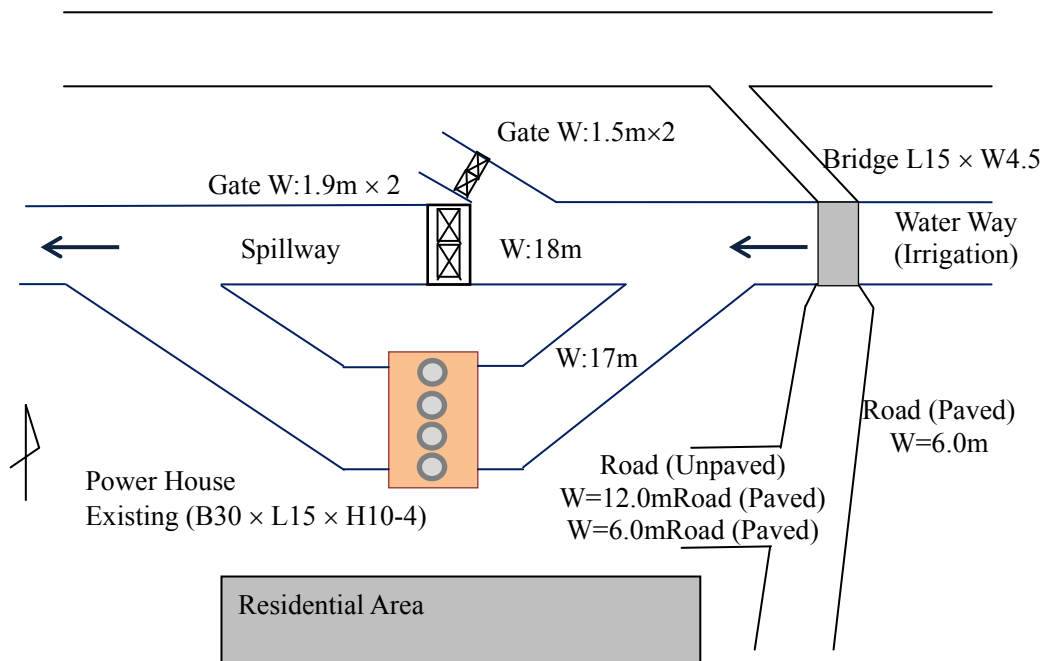 Gate W:1.5m×2
Bridge L15 × W4.5
Gate W:1.9m × 2
Water Way
(Irrigation)
Spillway
W:18m
W:17m
Road (Paved)
W=6.0m
Road (Unpaved)
W=12.0mRoad (Paved)
W=6.0mRoad (Paved)
Power House
Existing (B30 × L15 × H10-4)
Residential Area